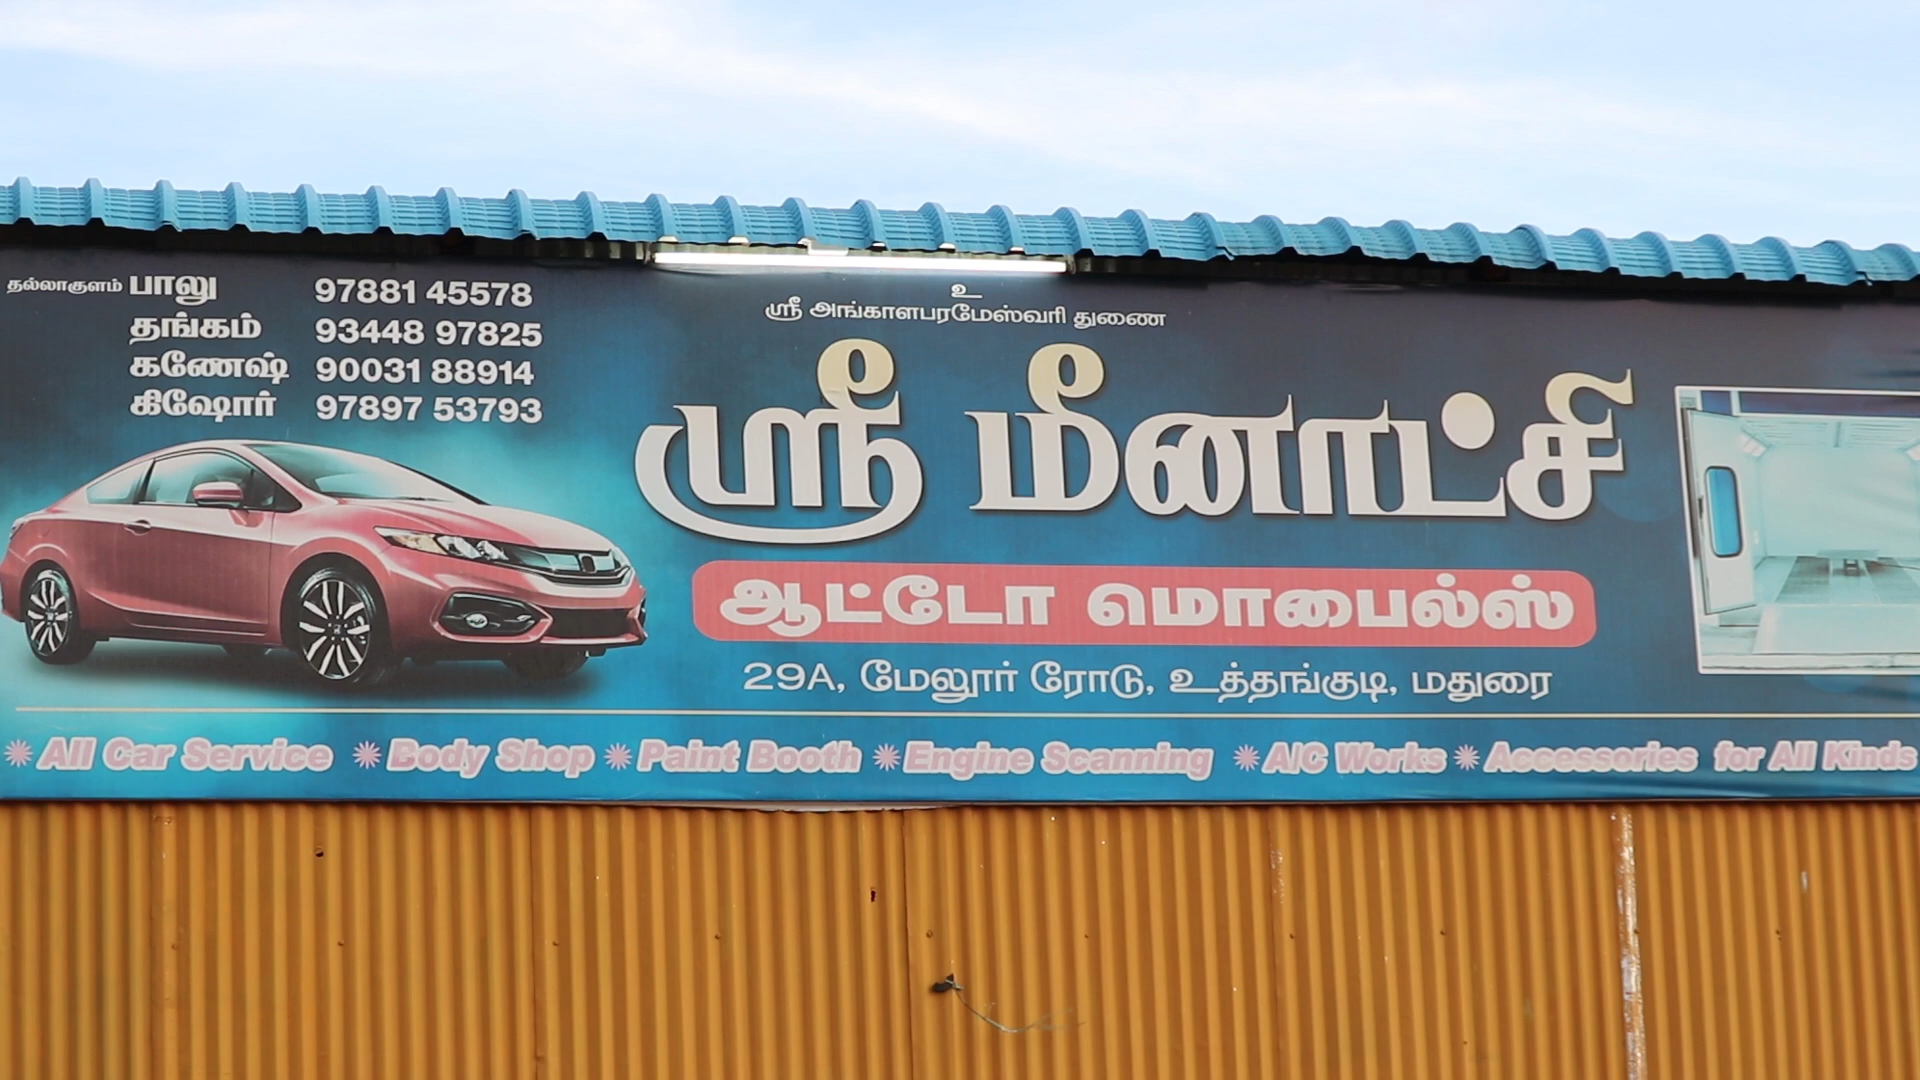 தல்லாகுளம் பாலு 97881 45578
தங்கம் 93448 97825
கணேஷ் 90031 88914
கிஷோர் 97897 53793
உ
ஸ்ரீ அங்காளபரமேஸ்வரி துணை
ஸ்ரீ மீனாட்சி
ஆட்டோ மொபைல்ஸ்
29A, மேலூர் ரோடு, உத்தங்குடி, மதுரை
All Car Service Body Shop Paint Booth Engine Scanning A/C Works Accessories for All Kinds